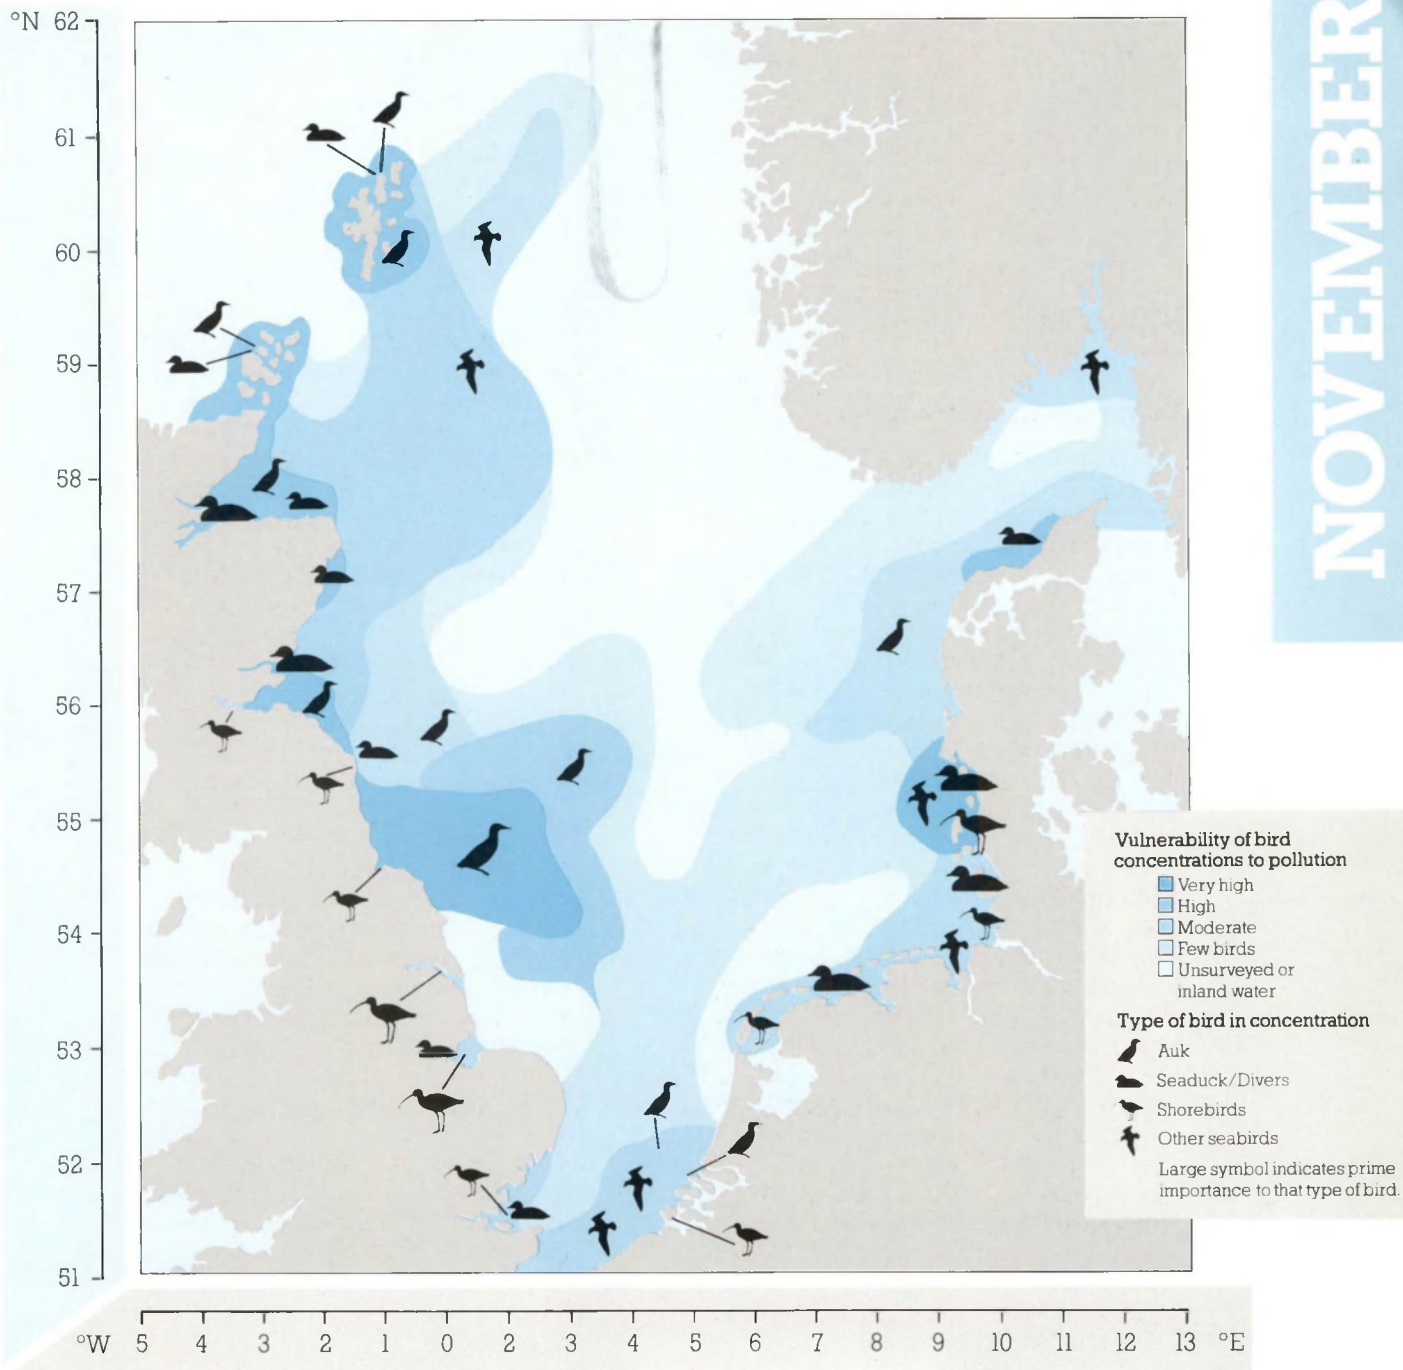 °N 62
61
60
59
58
57
56
55
54
53
52
51
NOVEMBER
Vulnerability of bird
concentrations to pollution
Very high
High
Moderate
Few birds
Unsurveyed or
inland water
Type of bird in concentration
Auk
Seaduck/Divers
Shorebirds
Other seabirds
Large symbol indicates prime
importance to that type of bird.
°W 5 4 3 2 1 0 2 3 4 5 6 7 8 9 10 11 12 13 °E